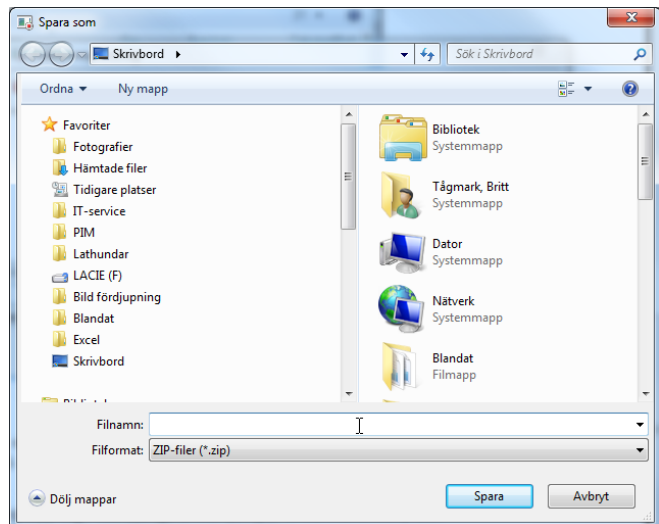 Spara som
Skrivbord
Sök i Skrivbord
Ordna
Ny mapp
Favoriter
Fotografier
Hämtade filer
Tidigare platser
IT-service
PIM
Lathundar
LACIE (F)
Bild fördjupning
Blandat
Excel
Skrivbord
Bibliotek
Systemmapp
Tågmark, Britt
Systemmapp
Dator
Systemmapp
Nätverk
Systemmapp
Blandat
Filmapp
Filnamn:
Filformat: ZIP-filer (*.zip)
Dölj mappar
Spara
Avbryt